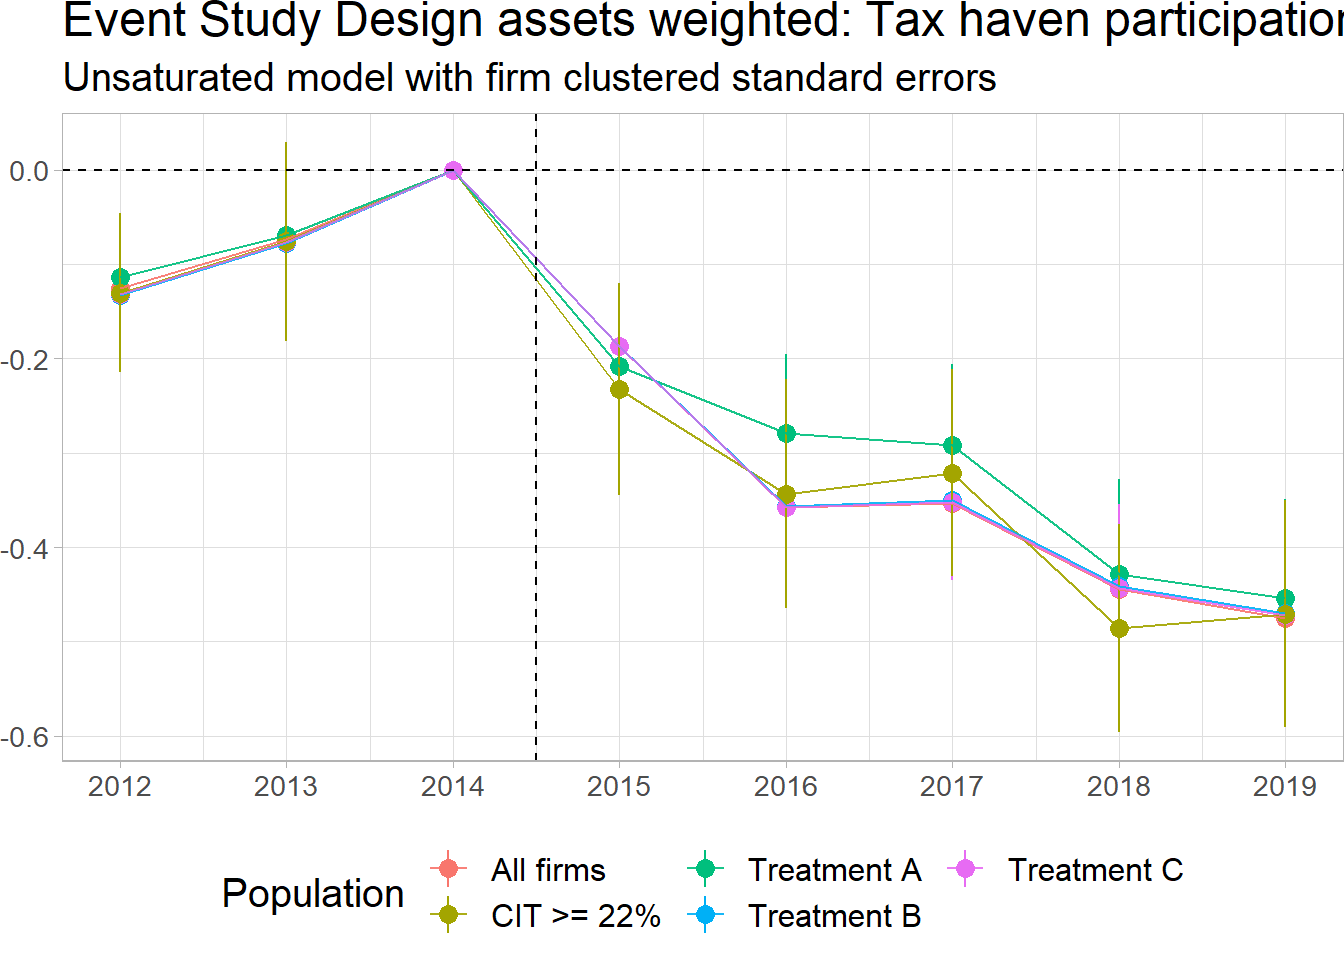 Event Study Design assets weighted: Tax haven participation
Unsaturated model with firm clustered standard errors
0.0
-0.2
-0.4
-0.6
2012 2013 2014 2015 2016 2017 2018 2019
Population
All firms Treatment A Treatment C
CIT >= 22% Treatment B